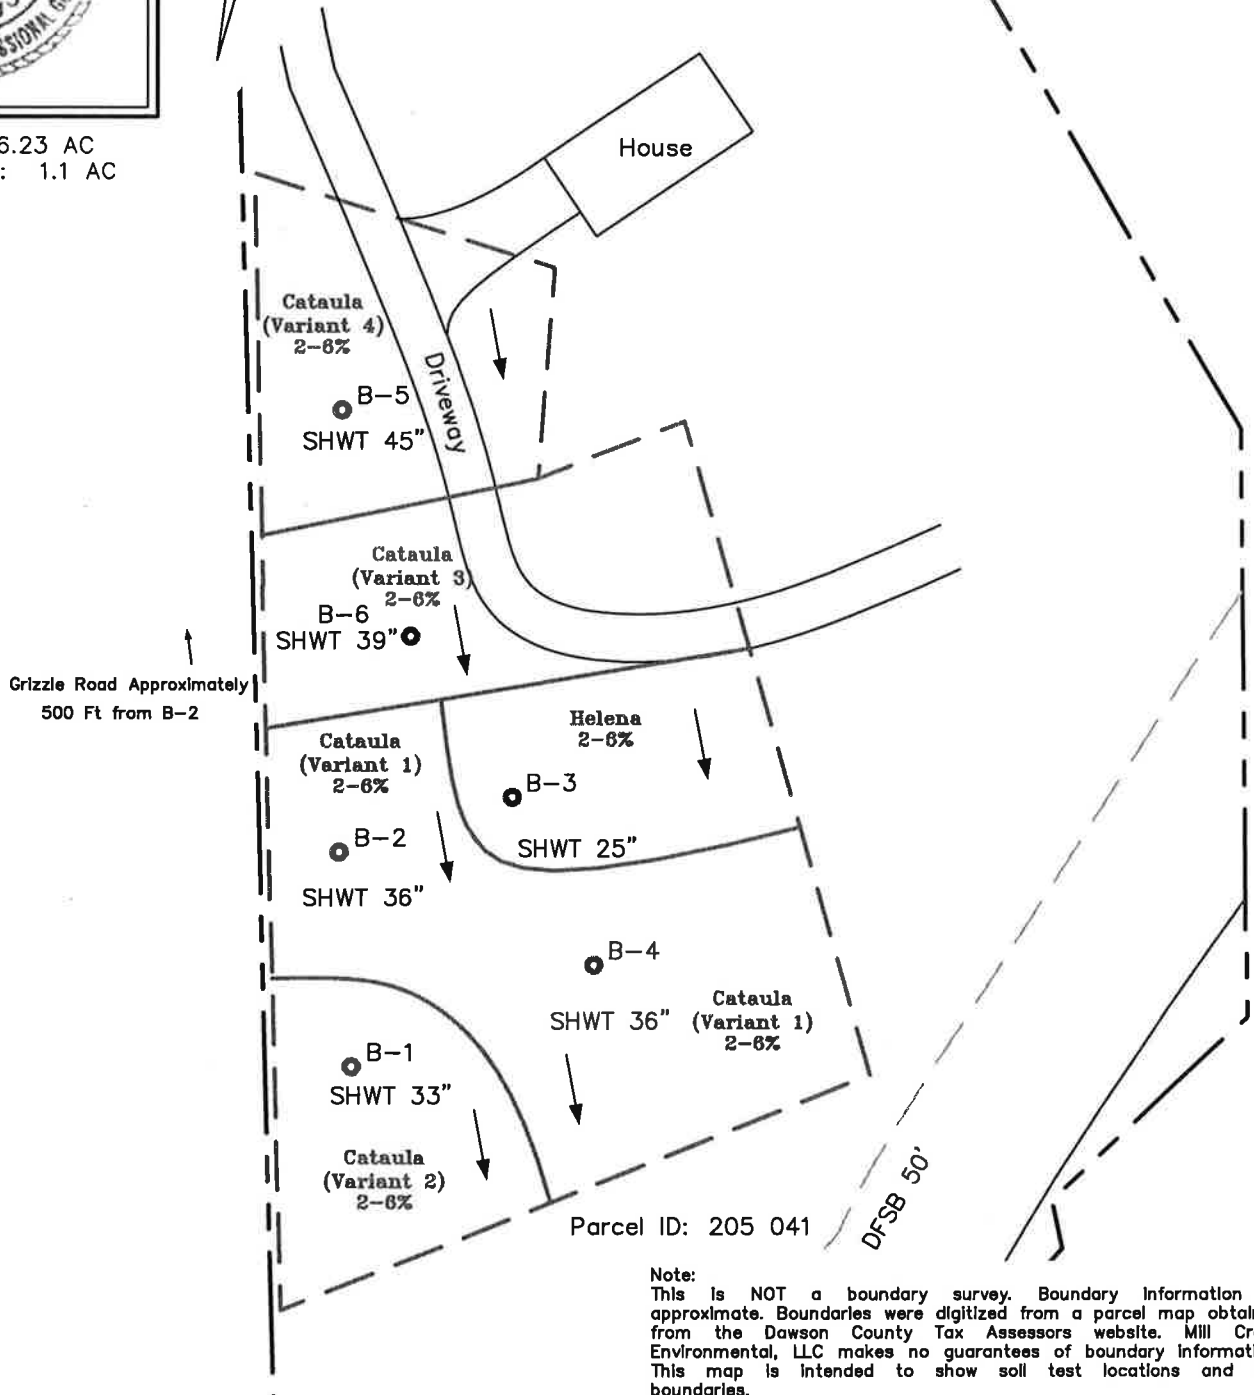 6.23 AC
: 1.1 AC
House
Cataula
(Variant 4)
2-6%
B-5
SHWT 45"
Driveway
Cataula
(Variant 3)
2-6%
B-6
SHWT 39"
Grizzle Road Approximately
500 Ft from B-2
Helena
2-6%
Cataula
(Variant 1)
2-6%
B-3
SHWT 25"
B-2
SHWT 36"
B-4
SHWT 36"
Cataula
(Variant 1)
2-6%
B-1
SHWT 33"
Cataula
(Variant 2)
2-6%
DFSB 50'
Parcel ID: 205 041
Note:
This is NOT a boundary survey. Boundary information
approximate. Boundaries were digitized from a parcel map
from the Dawson County Tax Assessors website. Mill
Environmental, LLC makes no guarantees of boundary
This map is intended to show soil test locations and
boundaries.